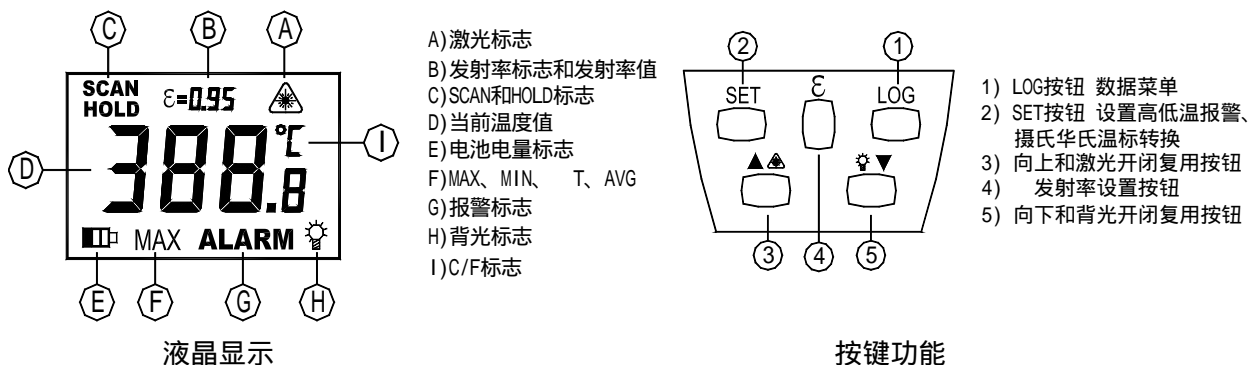 C
B
A
SCAN
HOLD
ε=0.95
388.8
°C
D
I
MAX ALARM
E
F
G
H
液晶显示
A)激光标志
B)发射率标志和发射率值
C)SCAN和HOLD标志
D)当前温度值
E)电池电量标志
F)MAX、MIN、 T、AVG
G)报警标志
H)背光标志
I)C/F标志
2
1
SET
ε
LOG
▲
▼
3
4
5
按键功能
1) LOG按钮 数据菜单
2) SET按钮 设置高低温报警、
摄氏华氏温标转换
3) 向上和激光开闭复用按钮
4) 发射率设置按钮
5) 向下和背光开闭复用按钮